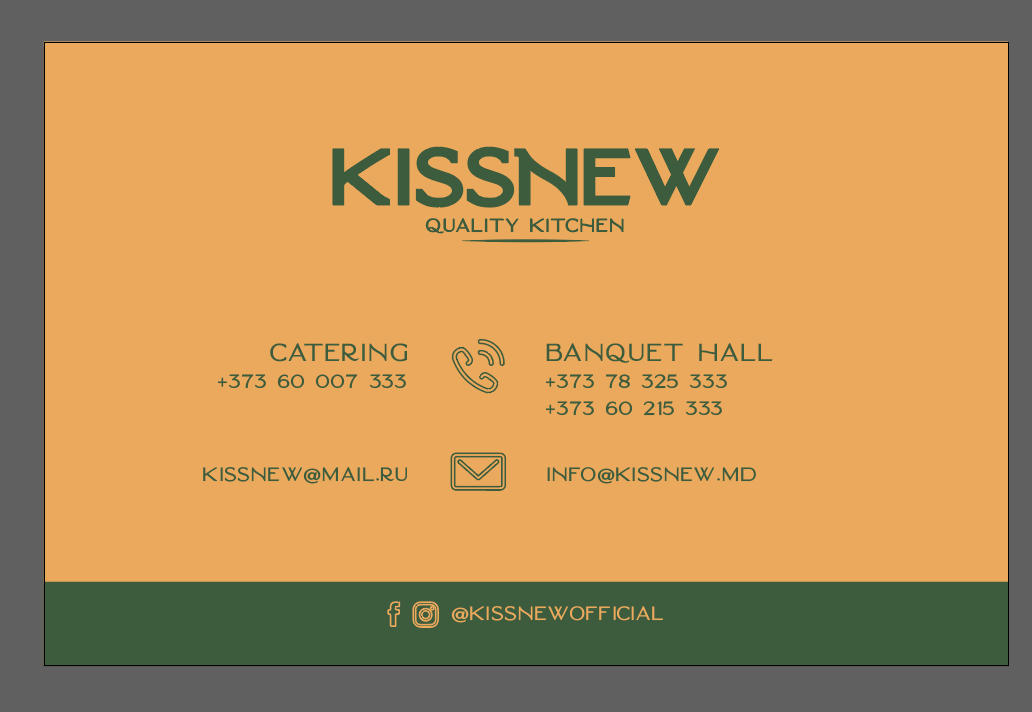 KISSNEW
QUALITY KITCHEN
CATERING
+373 60 007 333
BANQUET HALL
+373 78 325 333
+373 60 215 333
KISSNEW@MAIL.RU
INFO@KISSNEW.MD
@KISSNEWOFFICIAL